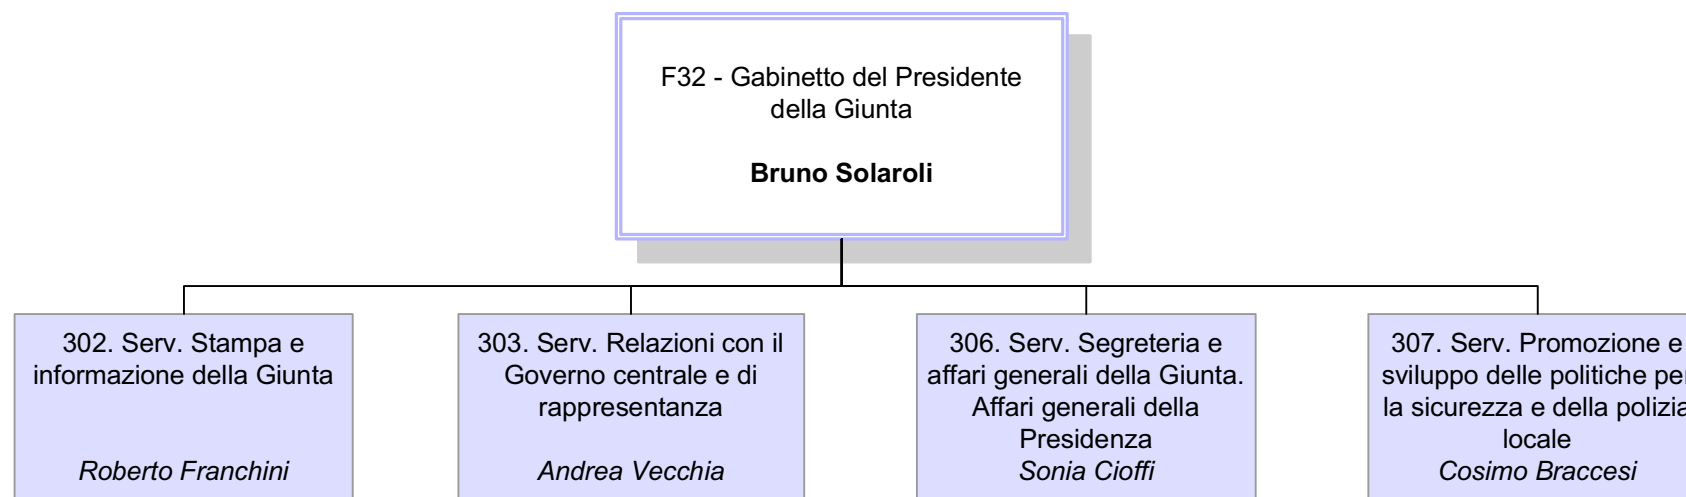 F32 - Gabinetto del Presidente
della Giunta
Bruno Solaroli
302. Serv. Stampa e
informazione della Giunta
Roberto Franchini
303. Serv. Relazioni con il
Governo centrale e di
rappresentanza
Andrea Vecchia
306. Serv. Segreteria e
affari generali della Giunta.
Affari generali della
Presidenza
Sonia Cioffi
307. Serv. Promozione e
sviluppo delle politiche per
la sicurezza e della polizia
locale
Cosimo Braccesi